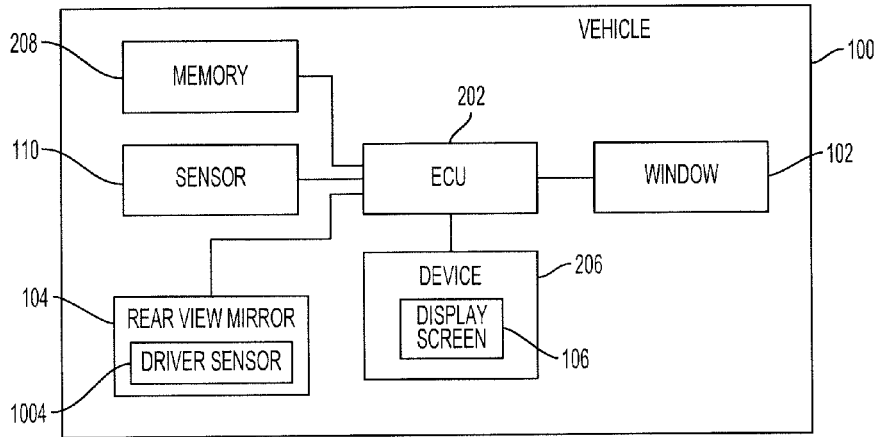 VEHICLE
208
MEMORY
100
202
110
SENSOR
ECU
WINDOW
102
DEVICE
206
104
REAR VIEW MIRROR
DISPLAY
SCREEN
DRIVER SENSOR
106
1004